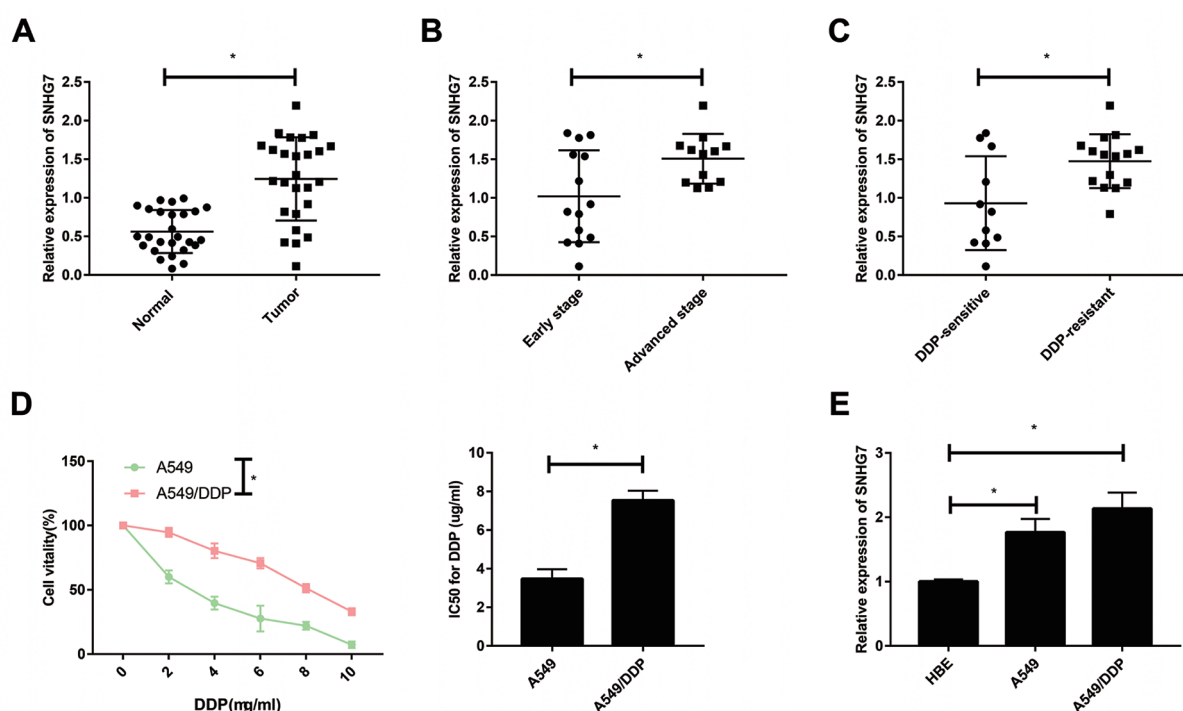 A
Relative expression of SNHG7
2.5
2.0
1.5
1.0
0.5
0.0
*
Normal
Tumor
B
Relative expression of SNHG7
2.5
2.0
1.5
1.0
0.5
0.0
*
Early stage
Advanced stage
C
Relative expression of SNHG7
2.5
2.0
1.5
1.0
0.5
0.0
*
DDP-sensitive
DDP-resistant
D
Cell vitality(%)
150
100
50
0
A549
A549/DDP
*
0 2 4 6 8 10
DDP(mg/ml)
IC50 for DDP (ug/ml)
10
8
6
4
2
0
*
A549
A549/DDP
E
Relative expression of SNHG7
3
2
1
0
*
*
HBE
A549
A549/DDP